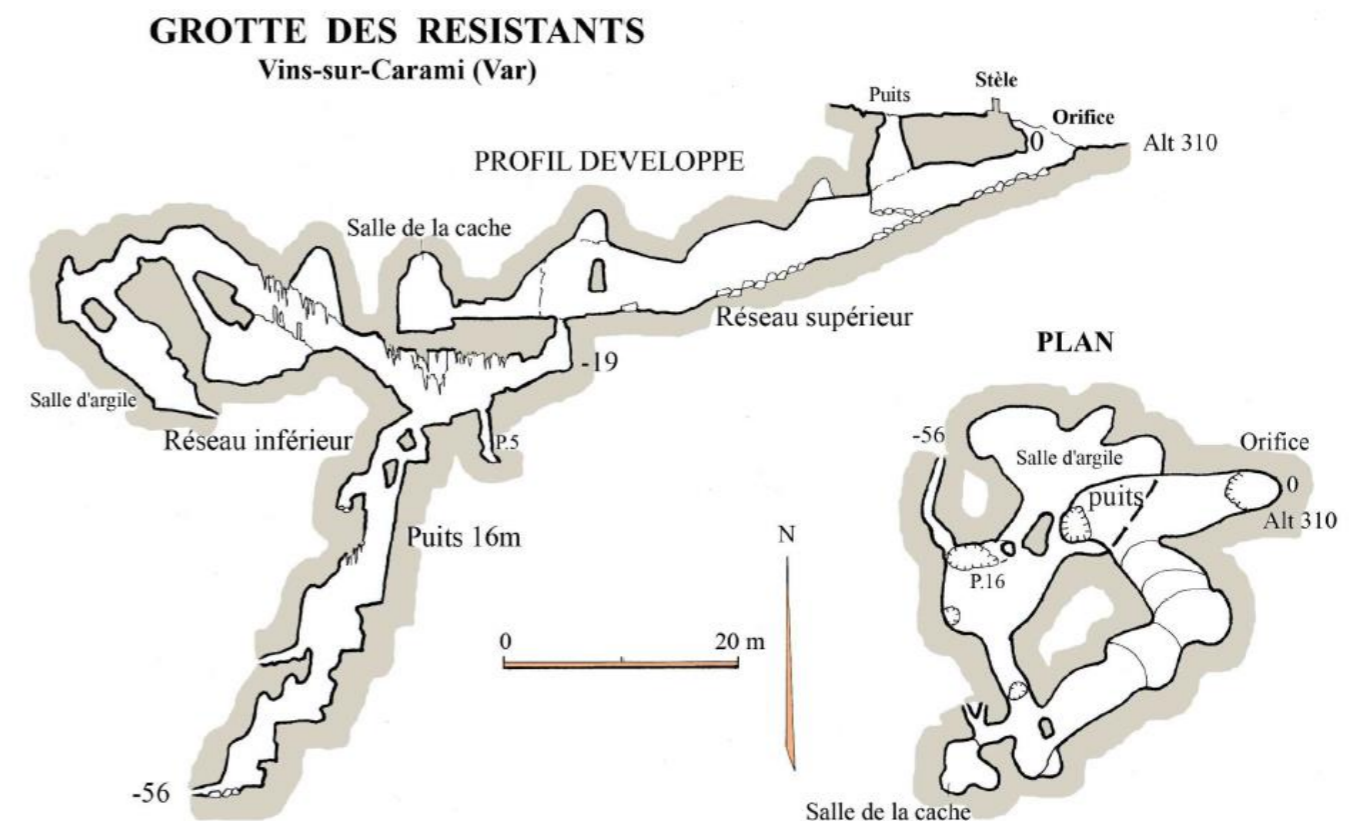 GROTTE DES RESISTANTS
Vins-sur-Carami (Var)
Puits
Stèle
Orifice
0
Alt 310
PROFIL DEVELOPPE
Salle de la cache
Réseau supérieur
-19
Salle d'argile
Réseau inférieur
P.5
Puits 16m
-56
0
20 m
N
PLAN
-56
Salle d'argile
Orifice
puits
0
Alt 310
P.16
Salle de la cache